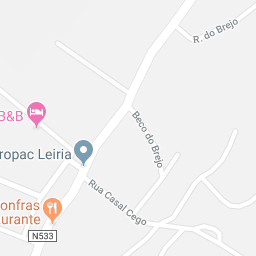 R. do Brejo
B&B
Beco do Brejo
ropac Leiria
Rua Casal Cego
onfras
urante
N533